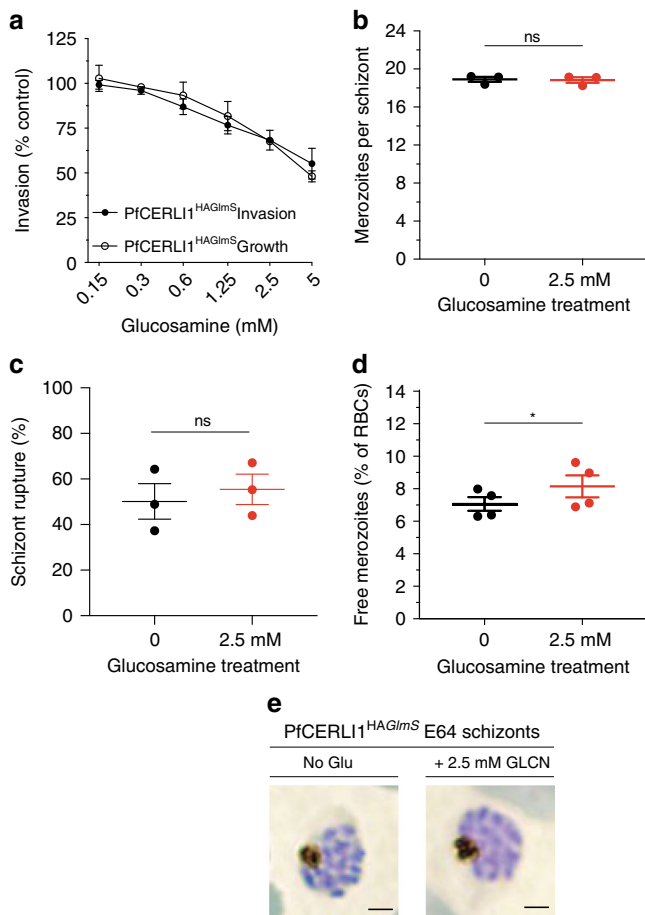 a
125
100
75
50
25
0
Invasion (% control)
PfCERLI1HAGlmS Invasion
PfCERLI1HAGlmS Growth
0.15
0.3
0.6
1.25
2.5
5
Glucosamine (mM)
b
ns
24
20
16
12
8
4
0
Merozoites per schizont
0
2.5 mM
Glucosamine treatment
c
ns
100
80
60
40
20
0
Schizont rupture (%)
0
2.5 mM
Glucosamine treatment
d
*
14
12
10
8
6
4
2
0
Free merozoites (% of RBCs)
0
2.5 mM
Glucosamine treatment
e
PfCERLI1HAGlmS E64 schizonts
No Glu
+ 2.5 mM GLCN